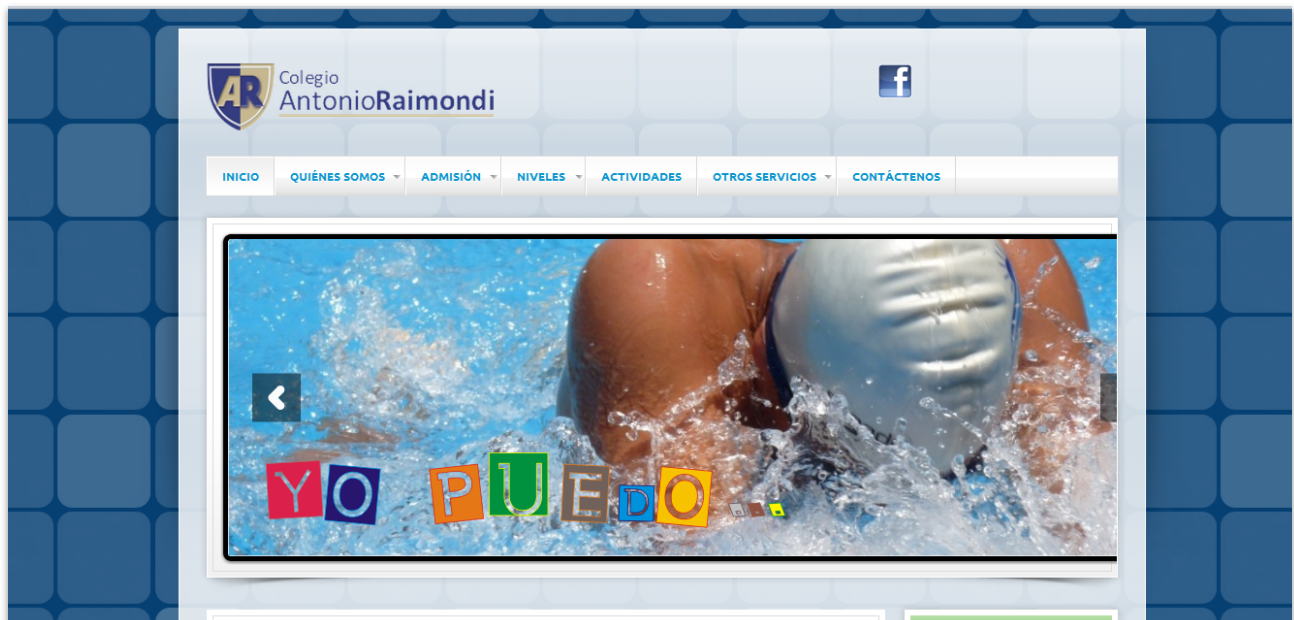 AR
Colegio
AntonioRaimondi
f
INICIO QUIÉNES SOMOS ADMISIÓN NIVELES ACTIVIDADES OTROS SERVICIOS CONTÁCTENOS
YO PUEDO...